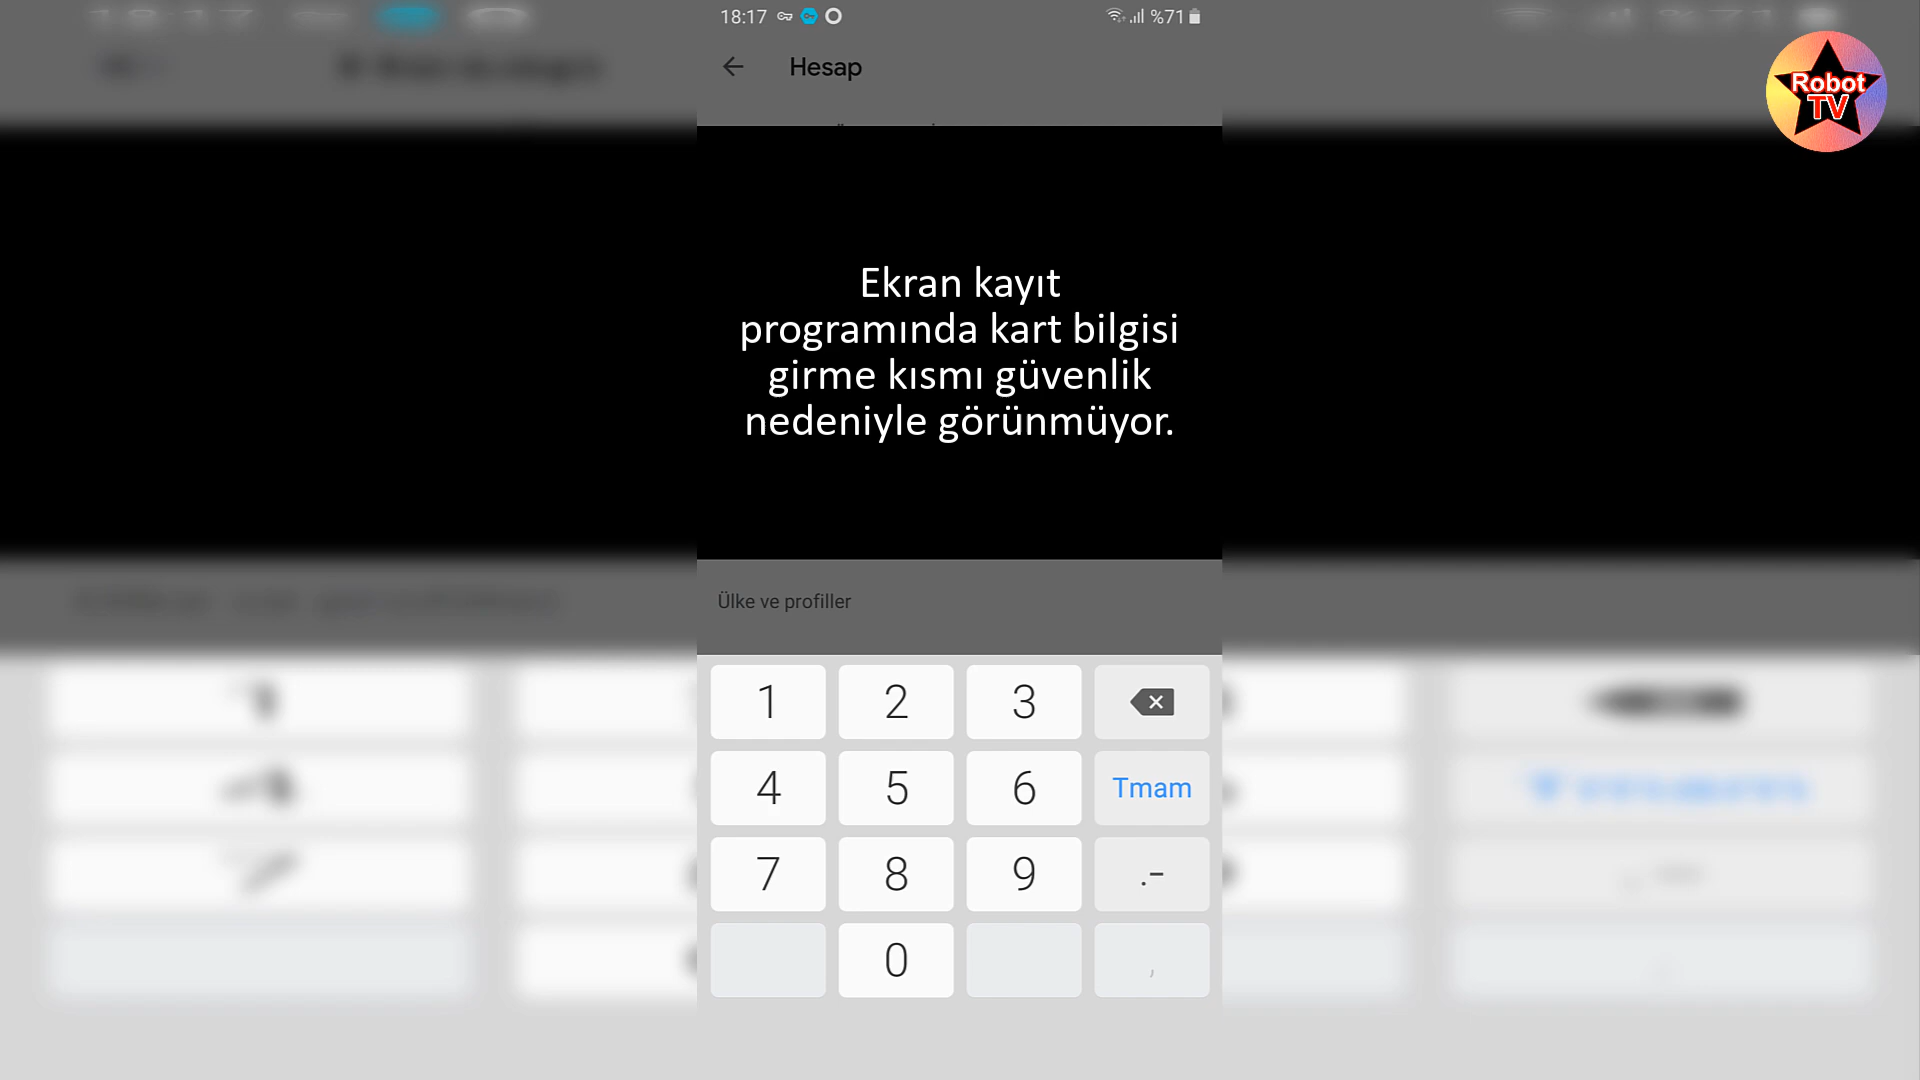 18:17
%71
Hesap
Robot
TV
Ekran kayıt
programında kart bilgisi
girme kısmı güvenlik
nedeniyle görünmüyor.
Ülke ve profiller
1 2 3
4 5 6 Tmam
7 8 9 .-
0 ,